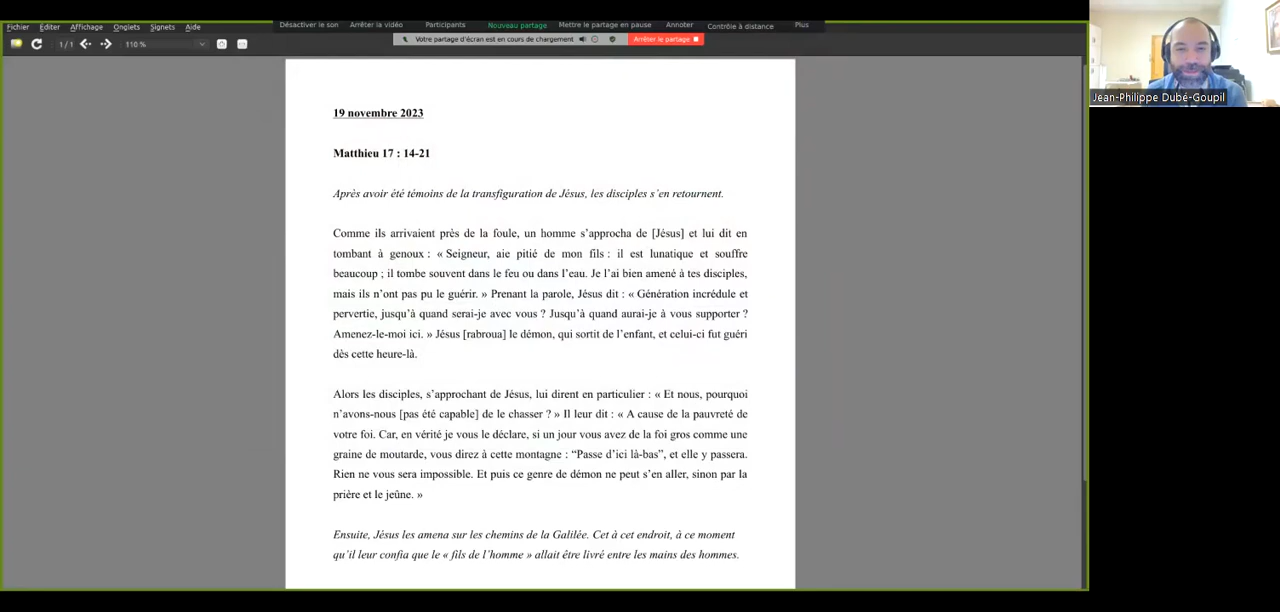 Désactiver le son Arrêter la vidéo Participants Nouveau partage Mettre le partage en pause Annoter Contrôle à distance Plus
Fichier Éditer Affichage Onglets Signets Aide
Votre partage d'écran est en cours de chargement Arrêter le partage
1/1 110 %
Jean-Philippe Dubé-Goupil
19 novembre 2023
Matthieu 17 : 14-21
Après avoir été témoins de la transfiguration de Jésus, les disciples s'en retournent.
Comme ils arrivaient près de la foule, un homme s'approcha de [Jésus] et lui dit en
tombant à genoux : « Seigneur, aie pitié de mon fils : il est lunatique et souffre
beaucoup ; il tombe souvent dans le feu ou dans l'eau. Je l'ai bien amené à tes disciples,
mais ils n'ont pas pu le guérir. » Prenant la parole, Jésus dit : « Génération incrédule et
pervertie, jusqu'à quand serai-je avec vous ? Jusqu'à quand aurai-je à vous supporter ?
Amenez-le-moi ici. » Jésus [rabroua] le démon, qui sortit de l'enfant, et celui-ci fut guéri
dès cette heure-là.
Alors les disciples, s'approchant de Jésus, lui dirent en particulier : « Et nous, pourquoi
n'avons-nous [pas été capable] de le chasser ? » Il leur dit : « A cause de la pauvreté de
votre foi. Car, en vérité je vous le déclare, si un jour vous avez de la foi gros comme une
graine de moutarde, vous direz à cette montagne : “Passe d'ici là-bas”, et elle y passera.
Rien ne vous sera impossible. Et puis ce genre de démon ne peut s'en aller, sinon par la
prière et le jeûne. »
Ensuite, Jésus les amena sur les chemins de la Galilée. Cet à cet endroit, à ce moment
qu'il leur confia que le « fils de l'homme » allait être livré entre les mains des hommes.